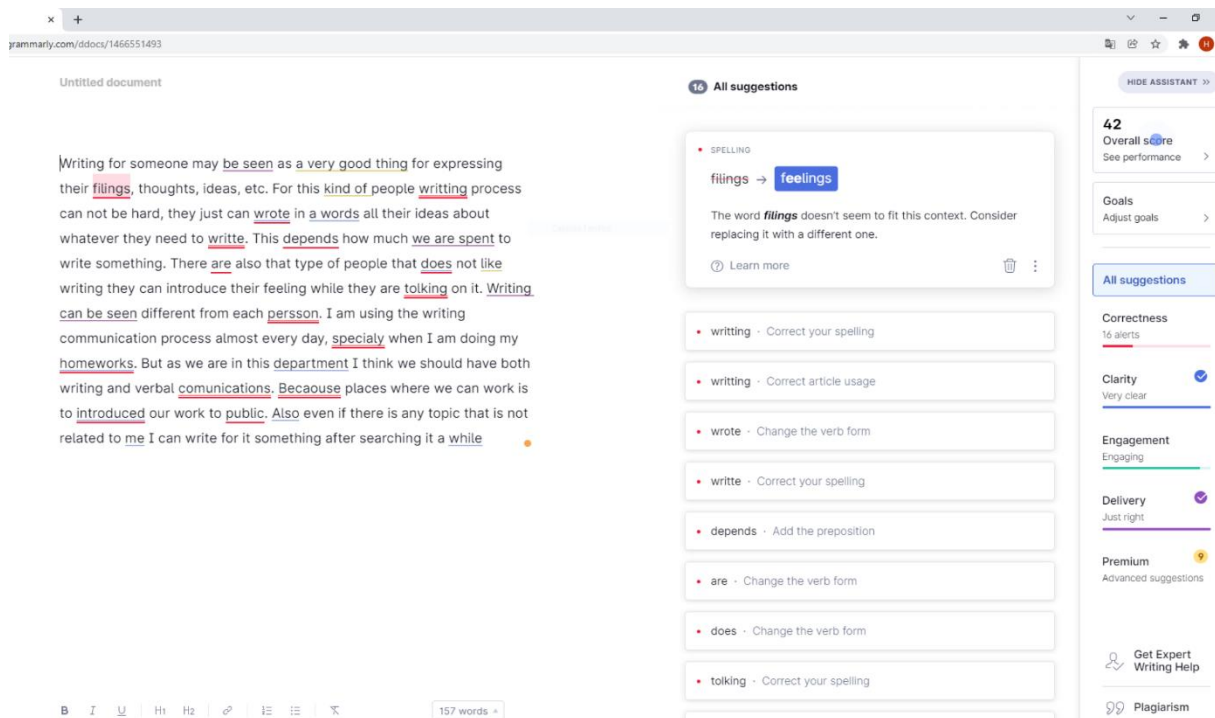 grammarly.com/ddocs/1466551493
H
Untitled document
16 All suggestions
HIDE ASSISTANT »
Writing for someone may be seen as a very good thing for expressing
their filings, thoughts, ideas, etc. For this kind of people writting process
can not be hard, they just can wrote in a words all their ideas about
whatever they need to writte. This depends how much we are spent to
write something. There are also that type of people that does not like
writing they can introduce their feeling while they are tolking on it. Writing
can be seen different from each persson. I am using the writing
communication process almost every day, specialy when I am doing my
homeworks. But as we are in this department I think we should have both
writing and verbal comunications. Becaouse places where we can work is
to introduced our work to public. Also even if there is any topic that is not
related to me I can write for it something after searching it a while
B I U H1 H2
157 words
SPELLING
filings → feelings
The word filings doesn't seem to fit this context. Consider
replacing it with a different one.
Learn more
writting · Correct your spelling
writting · Correct article usage
wrote · Change the verb form
writte · Correct your spelling
depends · Add the preposition
are · Change the verb form
does · Change the verb form
tolking · Correct your spelling
42
Overall score
See performance
Goals
Adjust goals
All suggestions
Correctness
16 alerts
Clarity
Very clear
Engagement
Engaging
Delivery
Just right
Premium 9
Advanced suggestions
Get Expert
Writing Help
Plagiarism